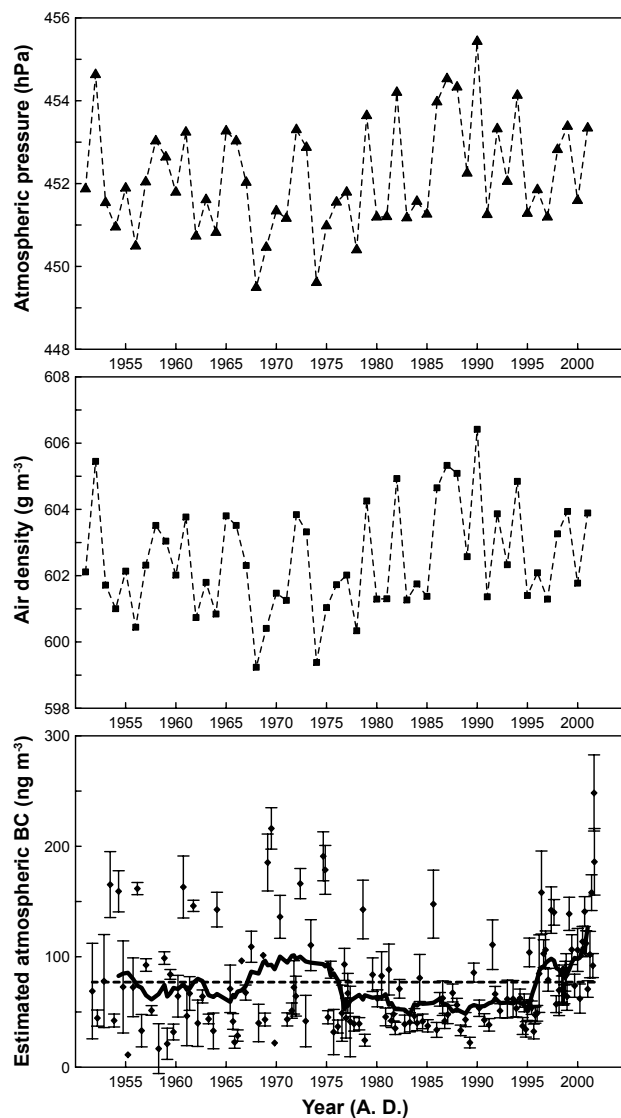 456
454
452
450
448
Atmospheric pressure (hPa)
1955 1960 1965 1970 1975 1980 1985 1990 1995 2000
608
606
604
602
600
598
Air density (g m-3)
1955 1960 1965 1970 1975 1980 1985 1990 1995 2000
300
200
100
0
Estimated atmospheric BC (ng m-3)
1955 1960 1965 1970 1975 1980 1985 1990 1995 2000
Year (A. D.)